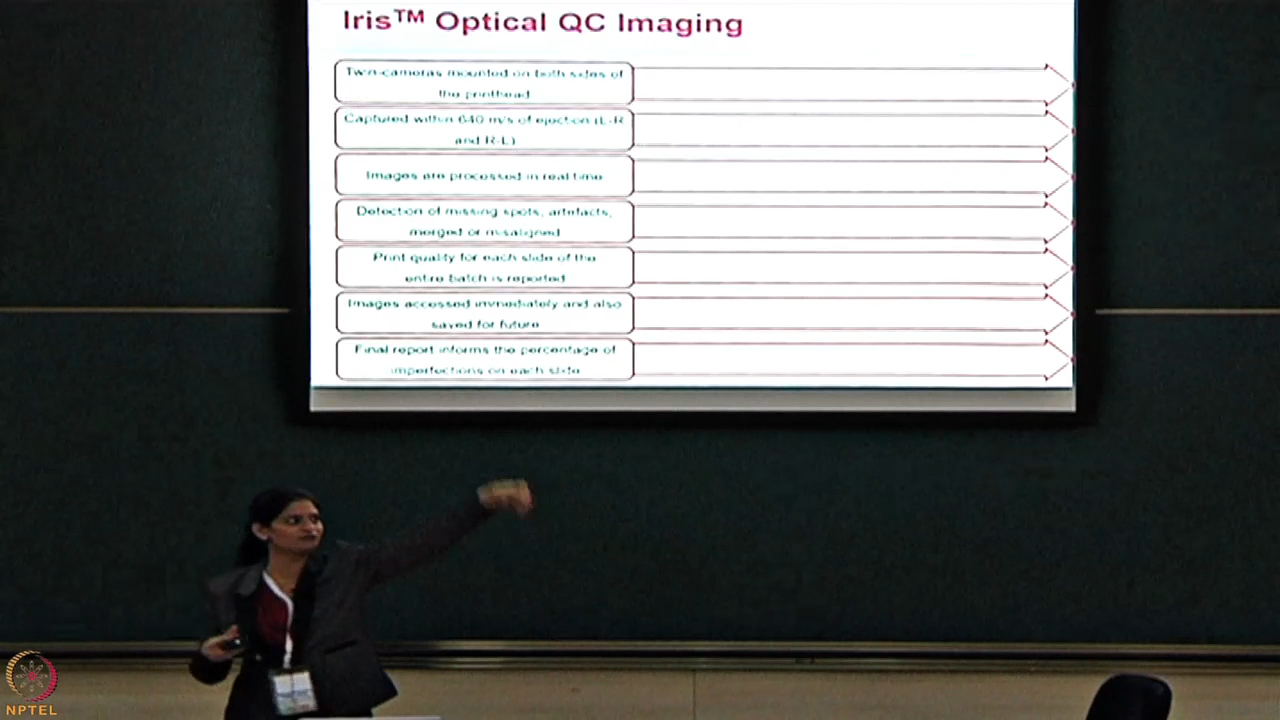 Iris™ Optical QC Imaging
Twin-cameras mounted on both sides of
the printhead
Captured within 640 m/s of ejection (L-R
and R-L)
Images are processed in real time
Detection of missing spots, artefacts,
merged or misaligned
Print quality for each slide of the
entire batch is reported
Images accessed immediately and also
saved for future
Final report informs the percentage of
imperfections on each slide
NPTEL